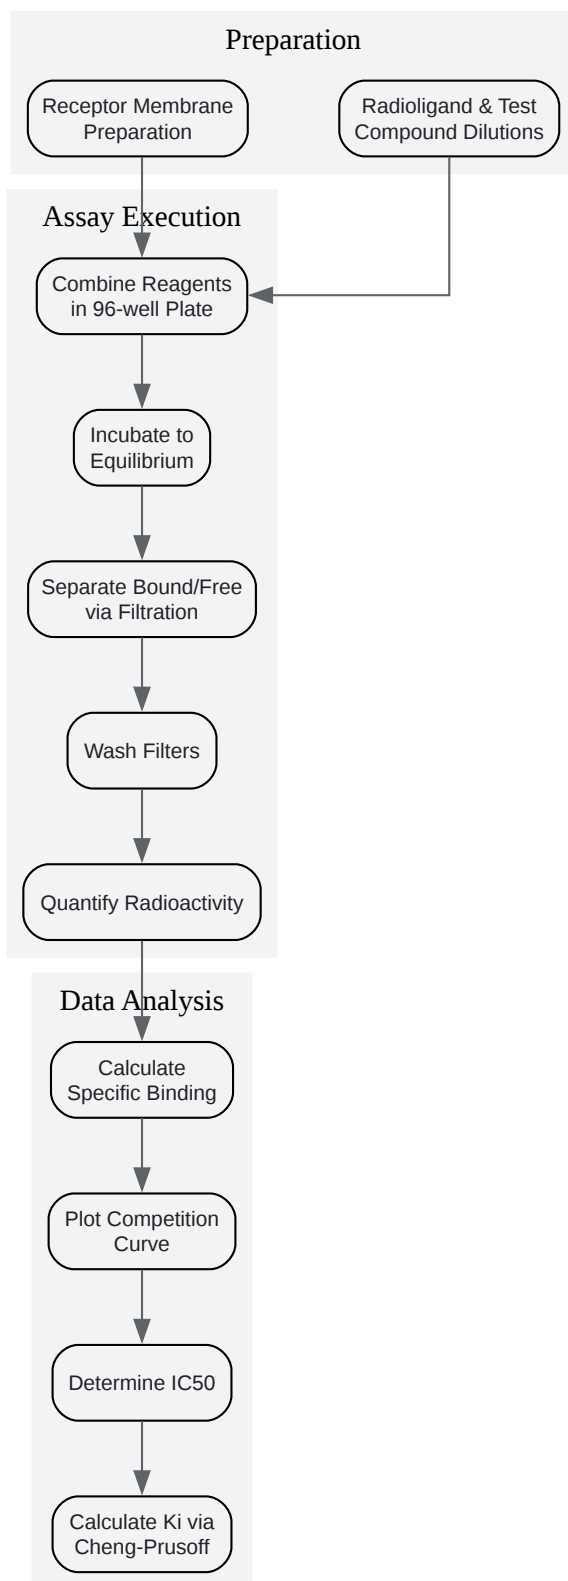 Preparation
Receptor Membrane
Preparation
Radioligand & Test
Compound Dilutions
Assay Execution
Combine Reagents
in 96-well Plate
Incubate to
Equilibrium
Separate Bound/Free
via Filtration
Wash Filters
Quantify Radioactivity
Data Analysis
Calculate
Specific Binding
Plot Competition
Curve
Determine IC50
Calculate Ki via
Cheng-Prusoff